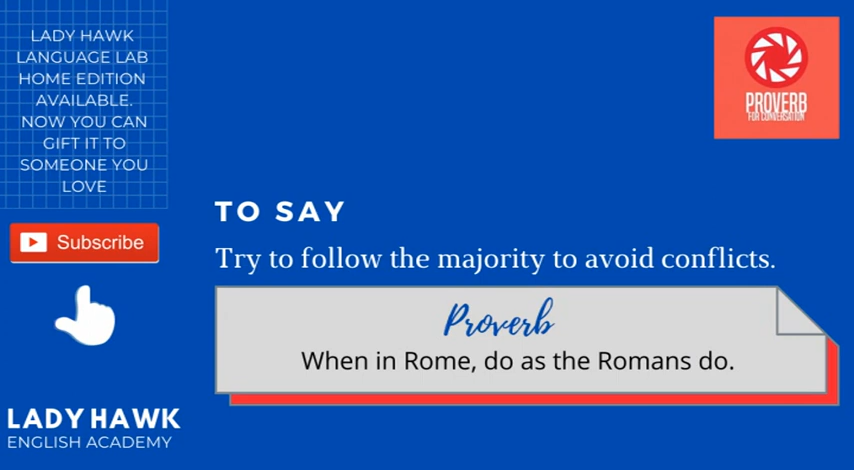 LADY HAWK
LANGUAGE LAB
HOME EDITION
AVAILABLE.
NOW YOU CAN
GIFT IT TO
SOMEONE YOU
LOVE
Subscribe
LADY HAWK
ENGLISH ACADEMY
PROVERB
FOR CONVERSATION
TO SAY
Try to follow the majority to avoid conflicts.
Proverb
When in Rome, do as the Romans do.